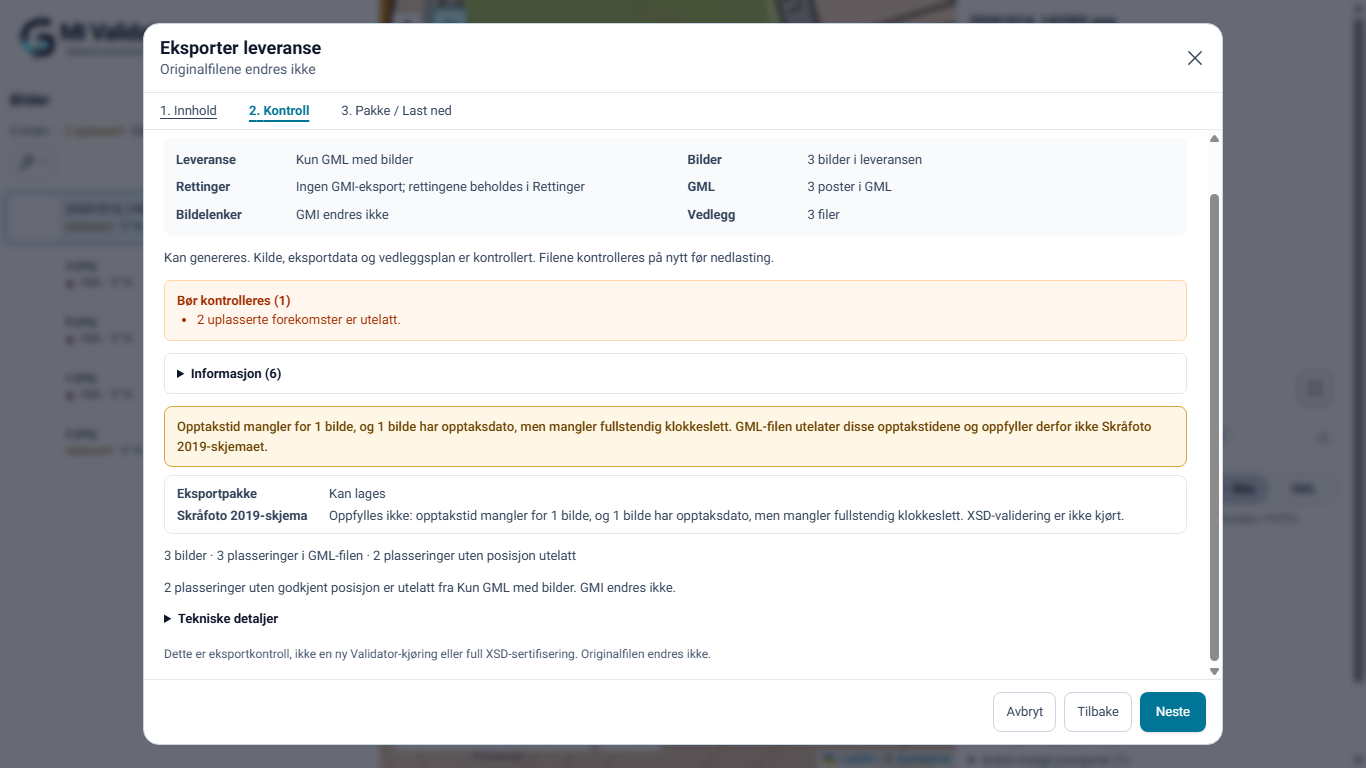 Eksporter leveranse
Originalfilene endres ikke
1. Innhold
2. Kontroll
3. Pakke / Last ned
Leveranse Kun GML med bilder
Bilder 3 bilder i leveransen
Rettinger Ingen GMI-eksport; rettingene beholdes i Rettinger
GML 3 poster i GML
Bildelenker GMI endres ikke
Vedlegg 3 filer
Kan genereres. Kilde, eksportdata og vedleggsplan er kontrollert. Filene kontrolleres på nytt før nedlasting.
Bør kontrolleres (1)
• 2 uplasserte forekomster er utelatt.
Informasjon (6)
Opptakstid mangler for 1 bilde, og 1 bilde har opptaksdato, men mangler fullstendig klokkeslett. GML-filen utelater disse opptakstidene og oppfyller derfor ikke Skråfoto
2019-skjemaet.
Eksportpakke Kan lages
Skråfoto 2019-skjema Oppfylles ikke: opptakstid mangler for 1 bilde, og 1 bilde har opptaksdato, men mangler fullstendig klokkeslett. XSD-validering er ikke kjørt.
3 bilder · 3 plasseringer i GML-filen · 2 plasseringer uten posisjon utelatt
2 plasseringer uten godkjent posisjon er utelatt fra Kun GML med bilder. GMI endres ikke.
Tekniske detaljer
Dette er eksportkontroll, ikke en ny Validator-kjøring eller full XSD-sertifisering. Originalfilen endres ikke.
Avbryt
Tilbake
Neste